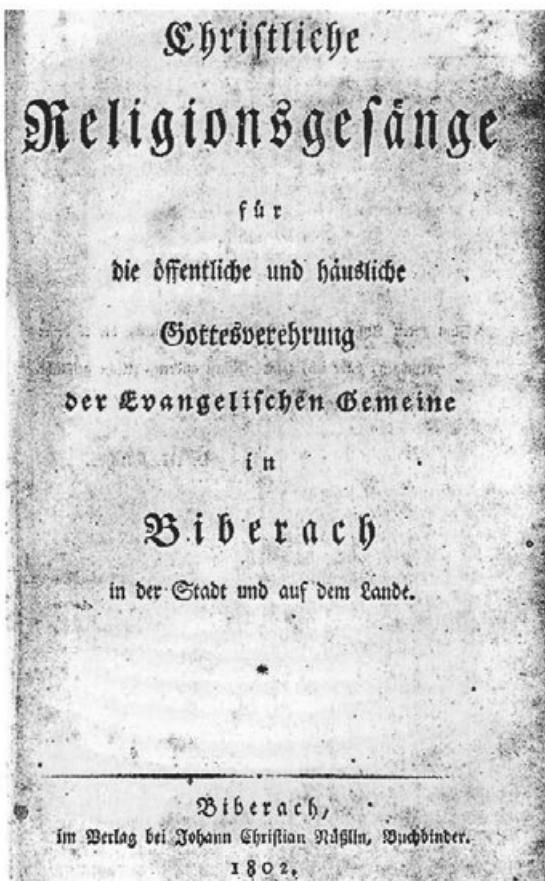 Christliche
Religionsgesänge
für
die öffentliche und häusliche
Gottesverehrung
der Evangelischen Gemeine
in
Biberach
in der Stadt und auf dem Lande.
*
Biberach,
im Verlag bei Johann Christian Näßlin, Buchbinder.
1802.